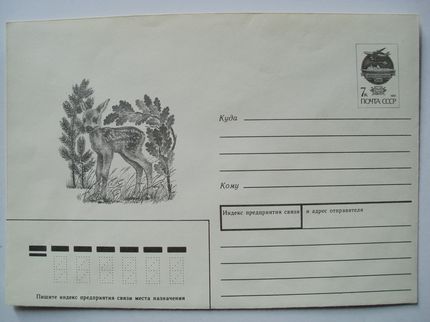 7к
ПОЧТА СССР
Куда
Кому
Индекс предприятия связи и адрес отправителя
Пишите индекс предприятия связи места назначения